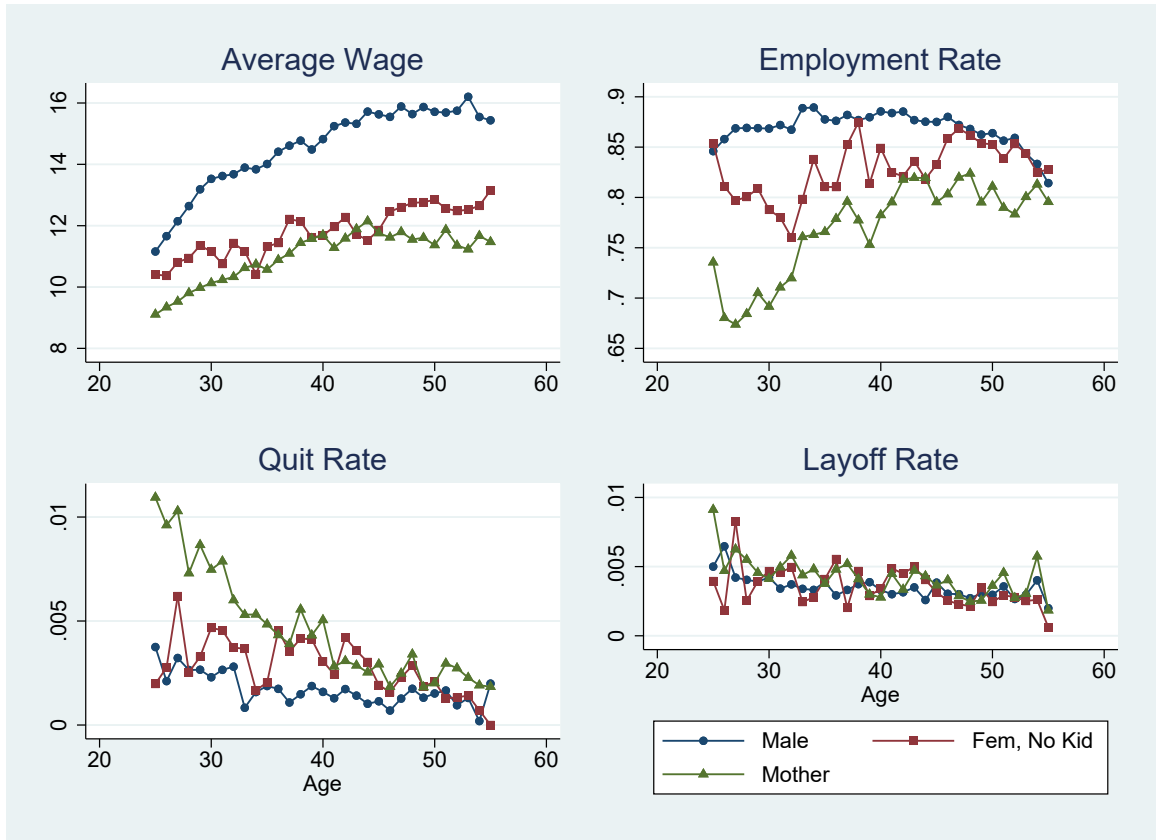 Average Wage
16
14
12
10
8
20 30 40 50 60
Employment Rate
.9
.85
.8
.75
.7
.65
20 30 40 50 60
Quit Rate
.01
.005
0
20 30 40 50 60
Age
Layoff Rate
.01
.005
0
20 30 40 50 60
Age
Male Fem, No Kid
Mother